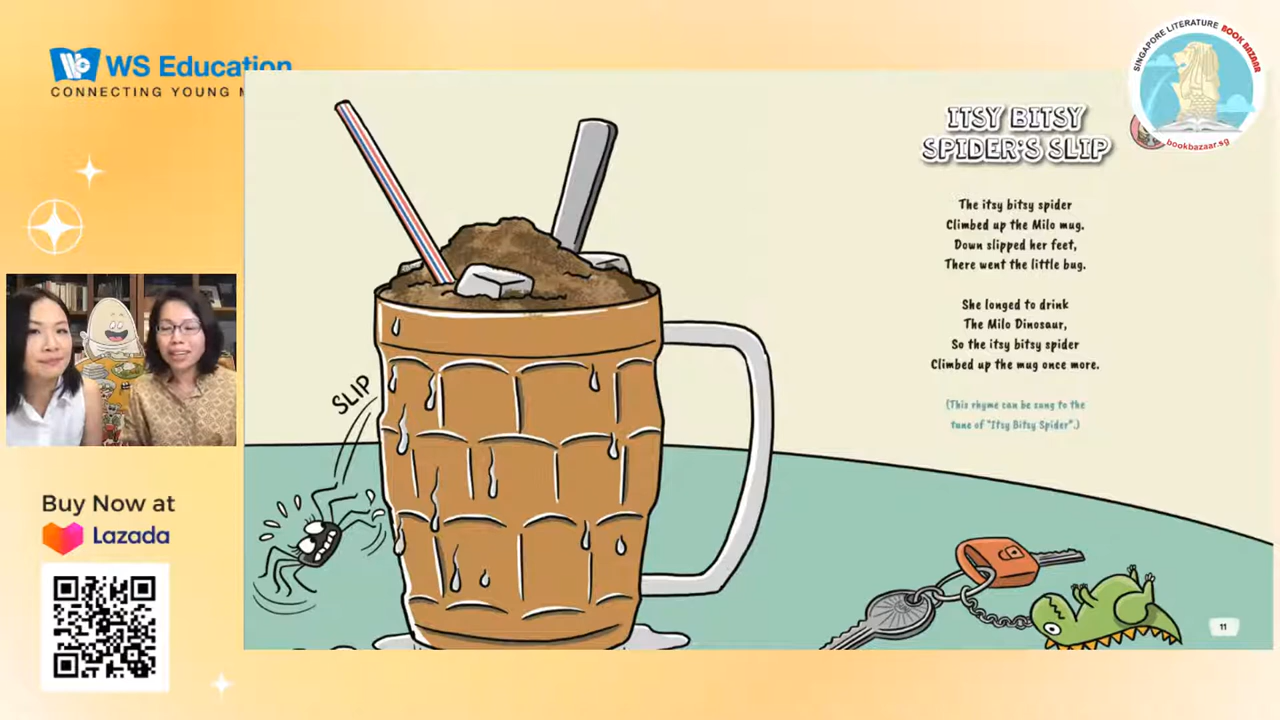 WS Education
CONNECTING YOUNG M
SINGAPORE LITERATURE BOOK BAZAAR
bookbazaar.sg
ITSY BITSY
SPIDER'S SLIP
The itsy bitsy spider
Climbed up the Milo mug.
Down slipped her feet,
There went the little bug.
She longed to drink
The Milo Dinosaur,
So the itsy bitsy spider
Climbed up the mug once more.
(This rhyme can be sung to the
tune of "Itsy Bitsy Spider".)
SLIP
11
Buy Now at
Lazada